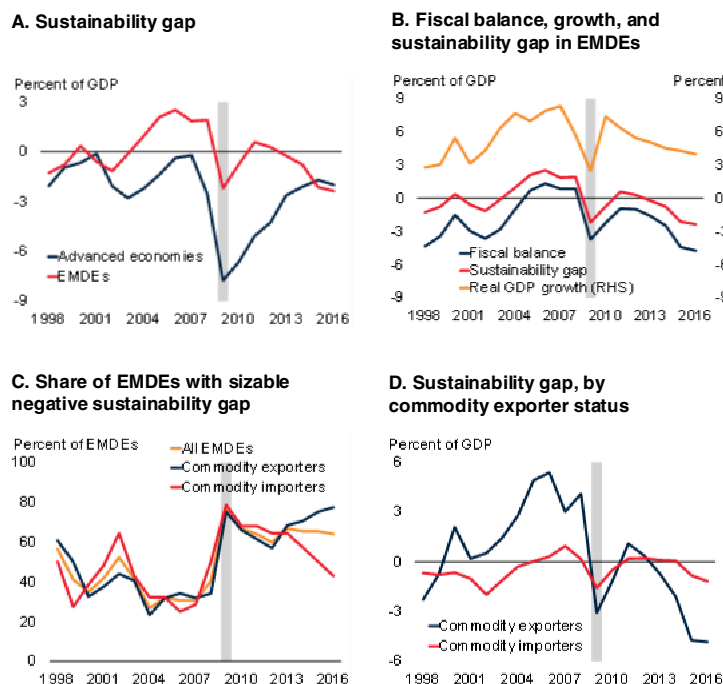 A. Sustainability gap
Percent of GDP
3
0
-3
-6
-9
Advanced economies
EMDEs
1998 2001 2004 2007 2010 2013 2016
B. Fiscal balance, growth, and
sustainability gap in EMDEs
Percent of GDP Percent
9 9
6 6
3 3
0 0
-3 -3
-6 -6
-9 -9
Fiscal balance
Sustainability gap
Real GDP growth (RHS)
1998 2001 2004 2007 2010 2013 2016
C. Share of EMDEs with sizable
negative sustainability gap
Percent of EMDEs
100
80
60
40
20
0
All EMDEs
Commodity exporters
Commodity importers
1998 2001 2004 2007 2010 2013 2016
D. Sustainability gap, by
commodity exporter status
Percent of GDP
6
3
0
-3
-6
Commodity exporters
Commodity importers
1998 2001 2004 2007 2010 2013 2016